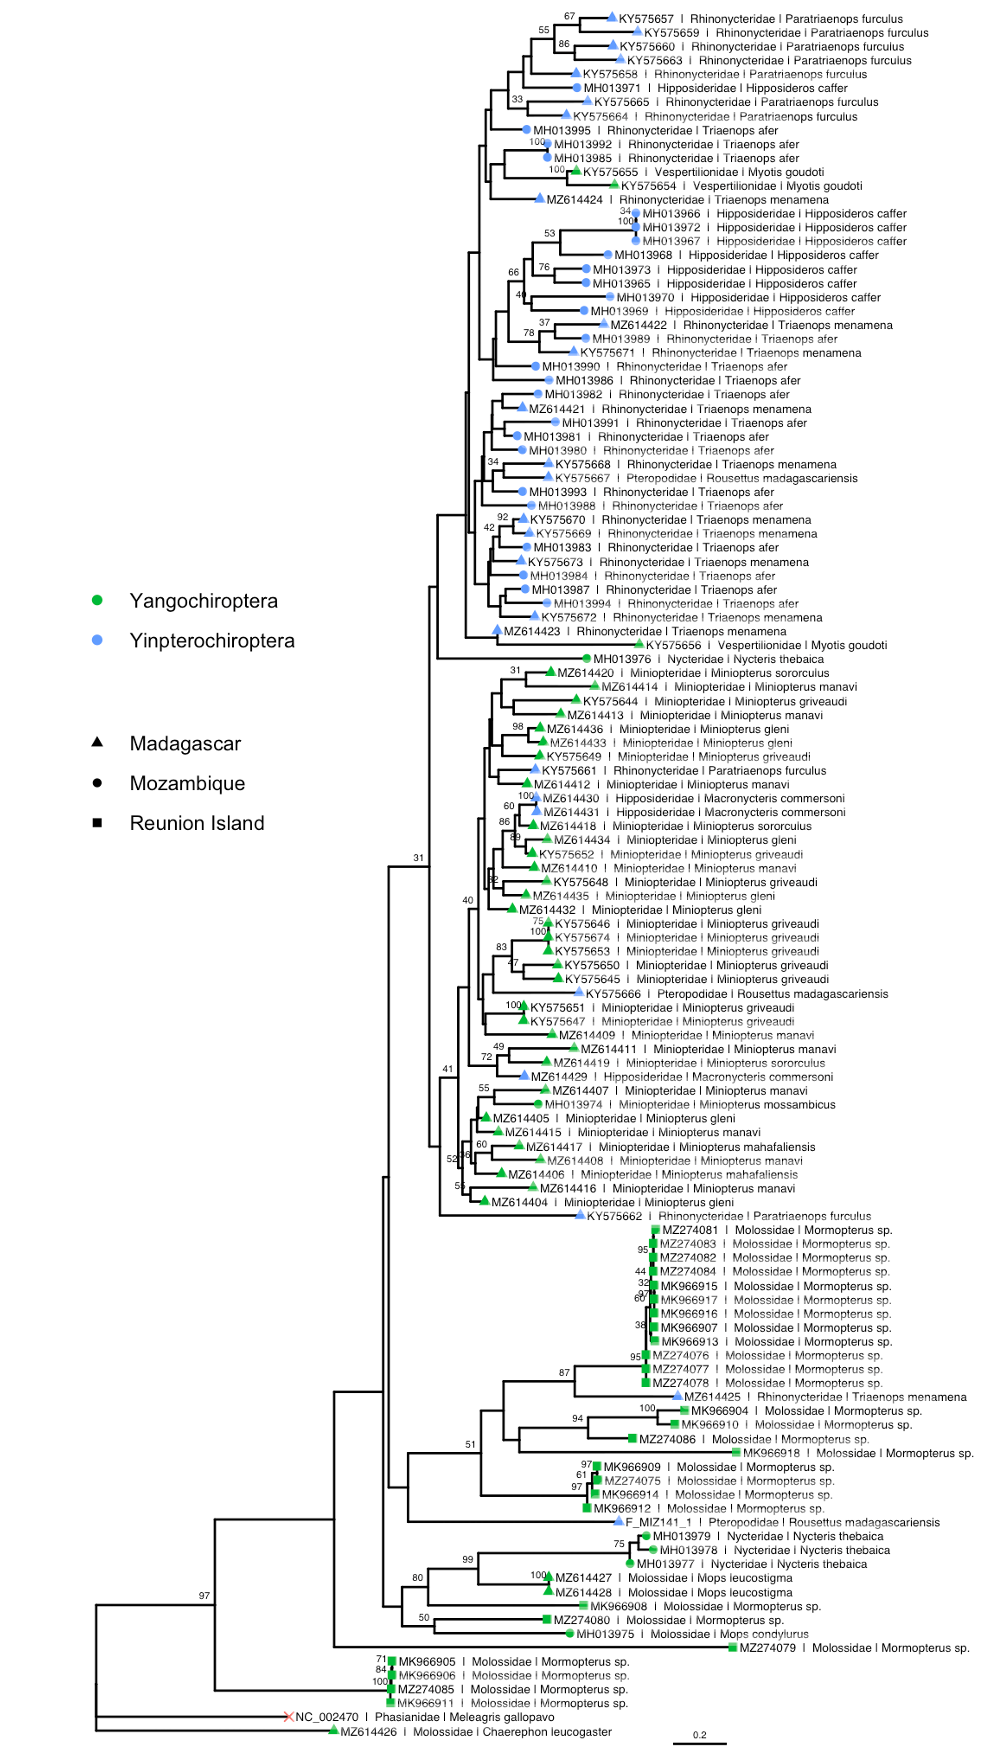 67
KY575657 | Rhinonycteridae | Paratriaenops furculus
55
KY575659 | Rhinonycteridae | Paratriaenops furculus
86
KY575660 | Rhinonycteridae | Paratriaenops furculus
KY575663 | Rhinonycteridae | Paratriaenops furculus
KY575658 | Rhinonycteridae | Paratriaenops furculus
MH013971 | Hipposideridae | Hipposideros caffer
33
KY575665 | Rhinonycteridae | Paratriaenops furculus
KY575664 | Rhinonycteridae | Paratriaenops furculus
MH013995 | Rhinonycteridae | Triaenops afer
100
MH013992 | Rhinonycteridae | Triaenops afer
MH013985 | Rhinonycteridae | Triaenops afer
100
KY575655 | Vespertilionidae | Myotis goudoti
KY575654 | Vespertilionidae | Myotis goudoti
MZ614424 | Rhinonycteridae | Triaenops menamena
34
MH013966 | Hipposideridae | Hipposideros caffer
100
MH013972 | Hipposideridae | Hipposideros caffer
53
MH013967 | Hipposideridae | Hipposideros caffer
MH013968 | Hipposideridae | Hipposideros caffer
76
MH013973 | Hipposideridae | Hipposideros caffer
66
MH013965 | Hipposideridae | Hipposideros caffer
40
MH013970 | Hipposideridae | Hipposideros caffer
MH013969 | Hipposideridae | Hipposideros caffer
37
MZ614422 | Rhinonycteridae | Triaenops menamena
78
MH013989 | Rhinonycteridae | Triaenops afer
KY575671 | Rhinonycteridae | Triaenops menamena
MH013990 | Rhinonycteridae | Triaenops afer
MH013986 | Rhinonycteridae | Triaenops afer
MH013982 | Rhinonycteridae | Triaenops afer
MZ614421 | Rhinonycteridae | Triaenops menamena
MH013991 | Rhinonycteridae | Triaenops afer
MH013981 | Rhinonycteridae | Triaenops afer
MH013980 | Rhinonycteridae | Triaenops afer
34
KY575668 | Rhinonycteridae | Triaenops menamena
KY575667 | Pteropodidae | Rousettus madagascariensis
MH013993 | Rhinonycteridae | Triaenops afer
MH013988 | Rhinonycteridae | Triaenops afer
92
KY575670 | Rhinonycteridae | Triaenops menamena
42
KY575669 | Rhinonycteridae | Triaenops menamena
MH013983 | Rhinonycteridae | Triaenops afer
KY575673 | Rhinonycteridae | Triaenops menamena
MH013984 | Rhinonycteridae | Triaenops afer
MH013987 | Rhinonycteridae | Triaenops afer
Yangochiroptera
MH013994 | Rhinonycteridae | Triaenops afer
KY575672 | Rhinonycteridae | Triaenops menamena
MZ614423 | Rhinonycteridae | Triaenops menamena
Yinpterochiroptera
KY575656 | Vespertilionidae | Myotis goudoti
MH013976 | Nycteridae | Nycteris thebaica
31
MZ614420 | Miniopteridae | Miniopterus sororculus
MZ614414 | Miniopteridae | Miniopterus manavi
KY575644 | Miniopteridae | Miniopterus griveaudi
MZ614413 | Miniopteridae | Miniopterus manavi
98
MZ614436 | Miniopteridae | Miniopterus gleni
Madagascar
MZ614433 | Miniopteridae | Miniopterus gleni
KY575649 | Miniopteridae | Miniopterus griveaudi
KY575661 | Rhinonycteridae | Paratriaenops furculus
Mozambique
MZ614412 | Miniopteridae | Miniopterus manavi
100
MZ614430 | Hipposideridae | Macronycteris commersoni
60
MZ614431 | Hipposideridae | Macronycteris commersoni
Reunion Island
86
MZ614418 | Miniopteridae | Miniopterus sororculus
89
MZ614434 | Miniopteridae | Miniopterus gleni
31
KY575652 | Miniopteridae | Miniopterus griveaudi
MZ614410 | Miniopteridae | Miniopterus manavi
KY575648 | Miniopteridae | Miniopterus griveaudi
MZ614435 | Miniopteridae | Miniopterus gleni
40
MZ614432 | Miniopteridae | Miniopterus gleni
75
KY575646 | Miniopteridae | Miniopterus griveaudi
100
KY575674 | Miniopteridae | Miniopterus griveaudi
83
KY575653 | Miniopteridae | Miniopterus griveaudi
47
KY575650 | Miniopteridae | Miniopterus griveaudi
KY575645 | Miniopteridae | Miniopterus griveaudi
KY575666 | Pteropodidae | Rousettus madagascariensis
100
KY575651 | Miniopteridae | Miniopterus griveaudi
KY575647 | Miniopteridae | Miniopterus griveaudi
MZ614409 | Miniopteridae | Miniopterus manavi
49
MZ614411 | Miniopteridae | Miniopterus manavi
72
MZ614419 | Miniopteridae | Miniopterus sororculus
41
MZ614429 | Hipposideridae | Macronycteris commersoni
55
MZ614407 | Miniopteridae | Miniopterus manavi
MH013974 | Miniopteridae | Miniopterus mossambicus
MZ614405 | Miniopteridae | Miniopterus gleni
MZ614415 | Miniopteridae | Miniopterus manavi
60
MZ614417 | Miniopteridae | Miniopterus mahafaliensis
52
MZ614408 | Miniopteridae | Miniopterus manavi
MZ614406 | Miniopteridae | Miniopterus mahafaliensis
MZ614416 | Miniopteridae | Miniopterus manavi
MZ614404 | Miniopteridae | Miniopterus gleni
KY575662 | Rhinonycteridae | Paratriaenops furculus
MZ274081 | Molossidae | Mormopterus sp.
MZ274083 | Molossidae | Mormopterus sp.
95
MZ274082 | Molossidae | Mormopterus sp.
44
MZ274084 | Molossidae | Mormopterus sp.
32
MK966915 | Molossidae | Mormopterus sp.
60
MK966917 | Molossidae | Mormopterus sp.
MK966916 | Molossidae | Mormopterus sp.
38
MK966907 | Molossidae | Mormopterus sp.
MK966913 | Molossidae | Mormopterus sp.
95
MZ274076 | Molossidae | Mormopterus sp.
87
MZ274077 | Molossidae | Mormopterus sp.
MZ274078 | Molossidae | Mormopterus sp.
MZ614425 | Rhinonycteridae | Triaenops menamena
100
MK966904 | Molossidae | Mormopterus sp.
94
MK966910 | Molossidae | Mormopterus sp.
51
MZ274086 | Molossidae | Mormopterus sp.
MK966918 | Molossidae | Mormopterus sp.
97
MK966909 | Molossidae | Mormopterus sp.
61
MZ274075 | Molossidae | Mormopterus sp.
97
MK966914 | Molossidae | Mormopterus sp.
MK966912 | Molossidae | Mormopterus sp.
F_MIZ141_1 | Pteropodidae | Rousettus madagascariensis
MH013979 | Nycteridae | Nycteris thebaica
75
MH013978 | Nycteridae | Nycteris thebaica
99
MH013977 | Nycteridae | Nycteris thebaica
100
MZ614427 | Molossidae | Mops leucostigma
80
MZ614428 | Molossidae | Mops leucostigma
97
MK966908 | Molossidae | Mormopterus sp.
50
MZ274080 | Molossidae | Mormopterus sp.
MH013975 | Molossidae | Mops condylurus
MZ274079 | Molossidae | Mormopterus sp.
71
MK966905 | Molossidae | Mormopterus sp.
84
MK966906 | Molossidae | Mormopterus sp.
100
MZ274085 | Molossidae | Mormopterus sp.
MK966911 | Molossidae | Mormopterus sp.
NC_002470 | Phasianidae | Meleagris gallopavo
MZ614426 | Molossidae | Chaerephon leucogaster
0.2